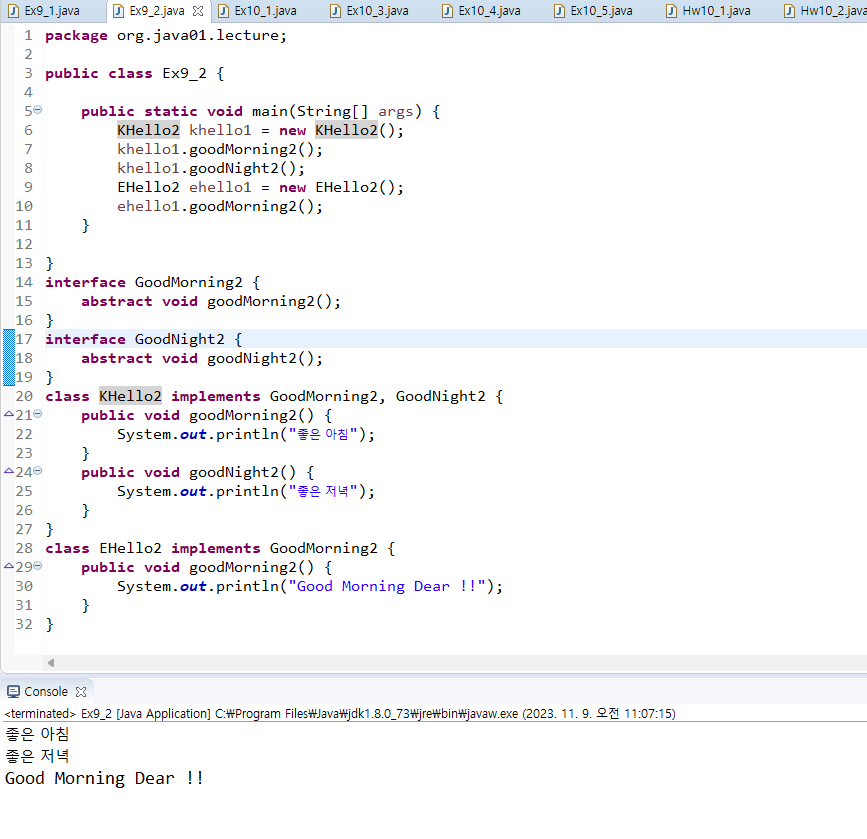 Ex9_1.java Ex9_2.java Ex10_1.java Ex10_3.java Ex10_4.java Ex10_5.java Hw10_1.java Hw10_2.java
1 package org.java01.lecture;
2
3 public class Ex9_2 {
4
5 public static void main(String[] args) {
6 KHello2 khello1 = new KHello2();
7 khello1.goodMorning2();
8 khello1.goodNight2();
9 EHello2 ehello1 = new EHello2();
10 ehello1.goodMorning2();
11 }
12
13 }
14 interface GoodMorning2 {
15 abstract void goodMorning2();
16 }
17 interface GoodNight2 {
18 abstract void goodNight2();
19 }
20 class KHello2 implements GoodMorning2, GoodNight2 {
21 public void goodMorning2() {
22 System.out.println("좋은 아침");
23 }
24 public void goodNight2() {
25 System.out.println("좋은 저녁");
26 }
27 }
28 class EHello2 implements GoodMorning2 {
29 public void goodMorning2() {
30 System.out.println("Good Morning Dear !!");
31 }
32 }
Console
<terminated> Ex9_2 [Java Application] C:₩Program Files₩Java₩jdk1.8.0_73₩jre₩bin₩javaw.exe (2023. 11. 9. 오전 11:07:15)
좋은 아침
좋은 저녁
Good Morning Dear !!